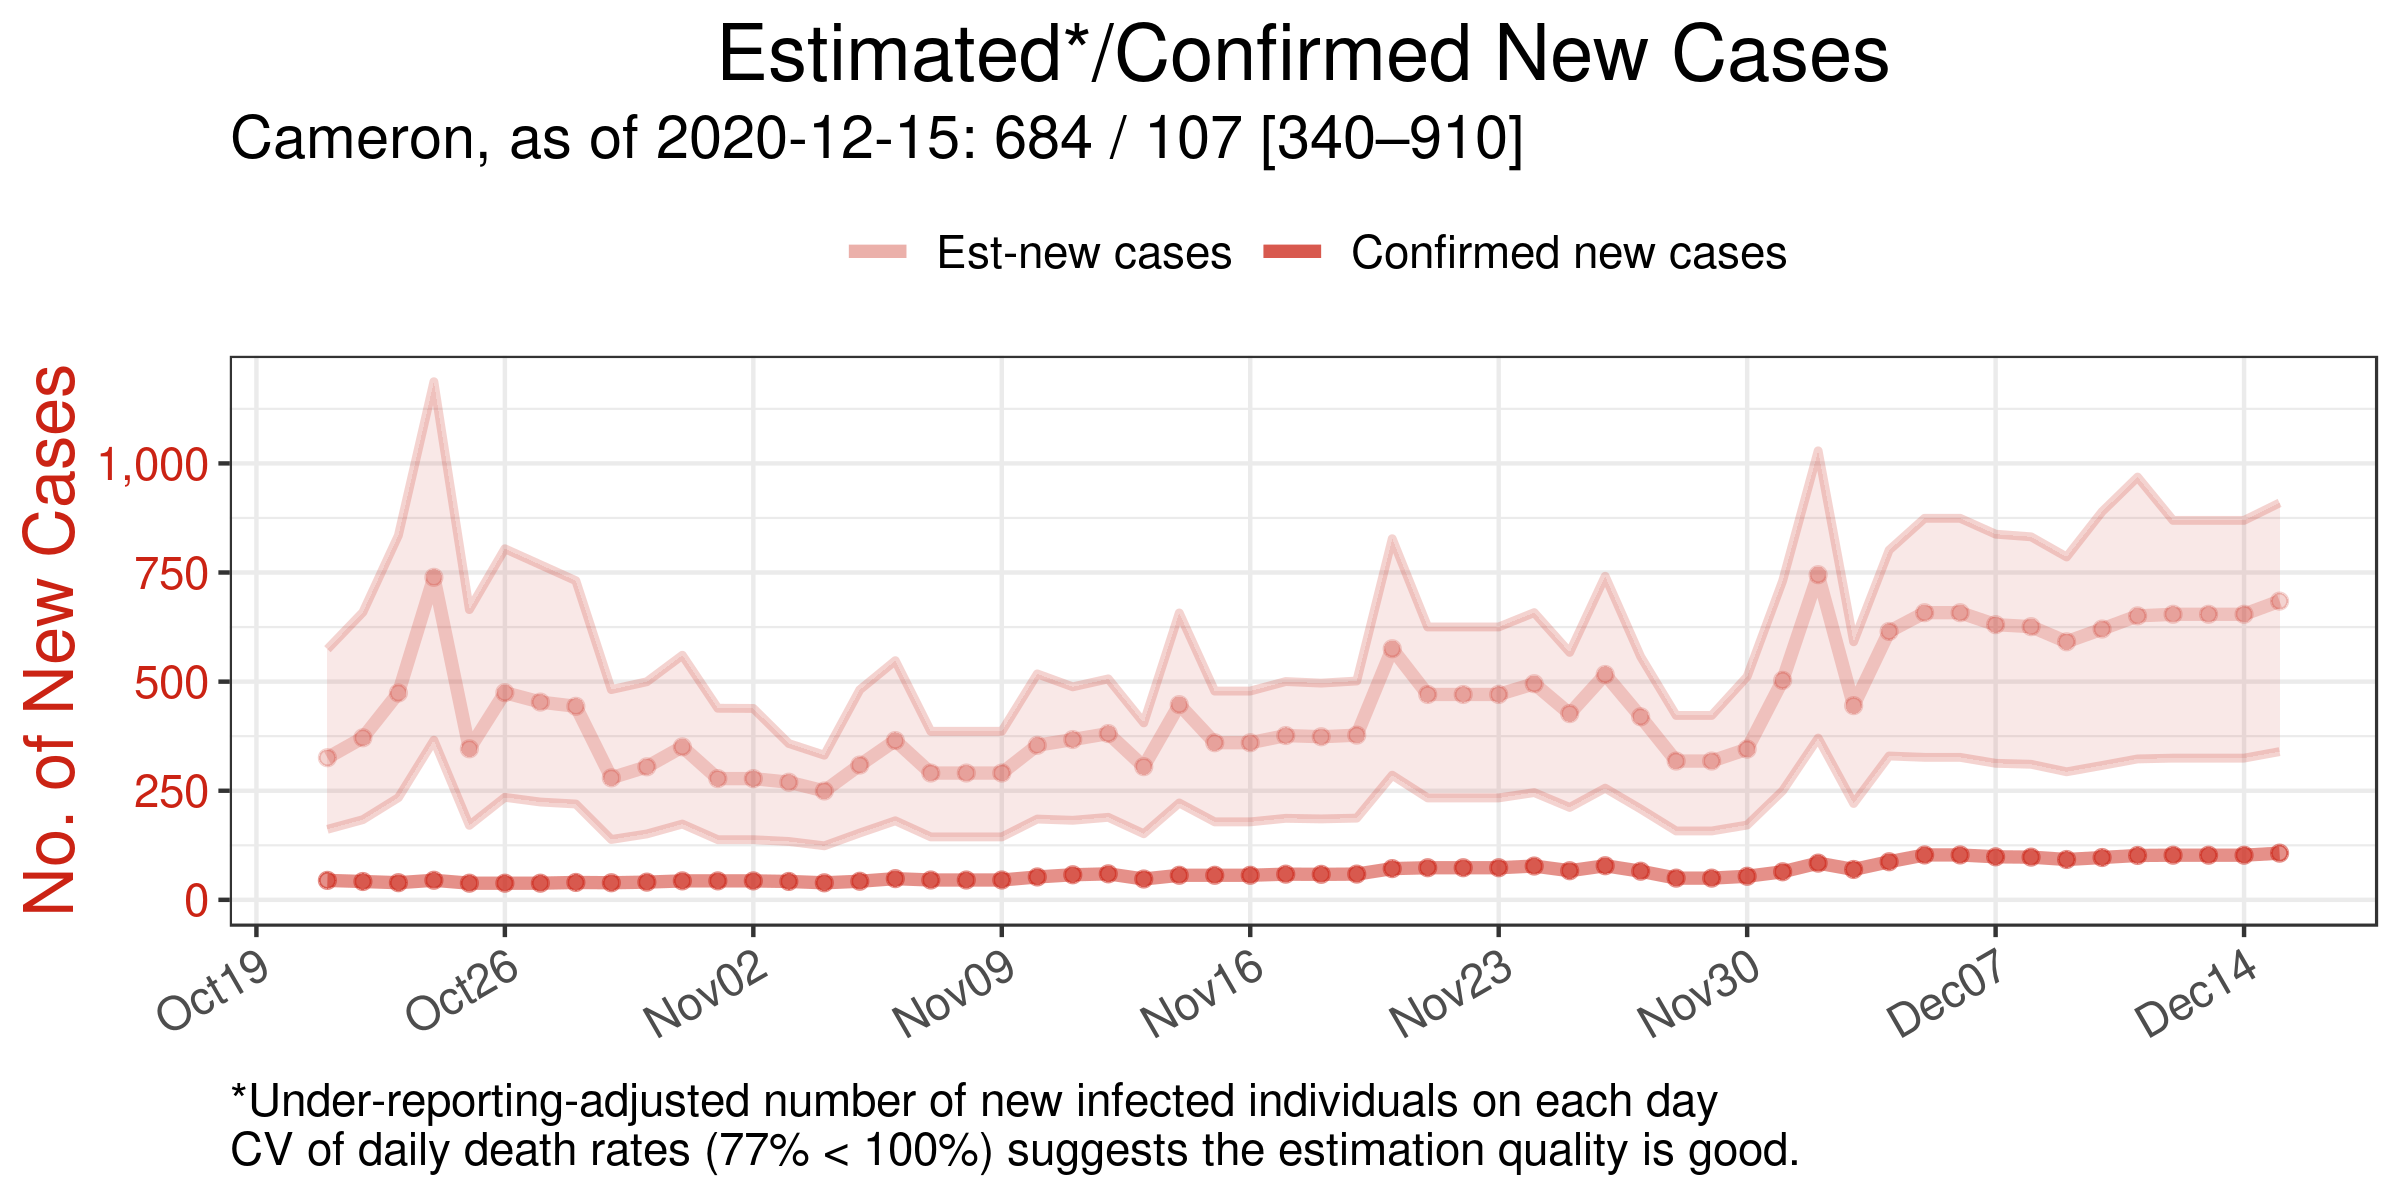 Estimated*/Confirmed New Cases
Cameron, as of 2020-12-15: 684 / 107 [340–910]
Est-new cases
Confirmed new cases
No. of New Cases
1,000
750
500
250
0
Oct19
Oct26
Nov02
Nov09
Nov16
Nov23
Nov30
Dec07
Dec14
*Under-reporting-adjusted number of new infected individuals on each day
CV of daily death rates (77% < 100%) suggests the estimation quality is good.